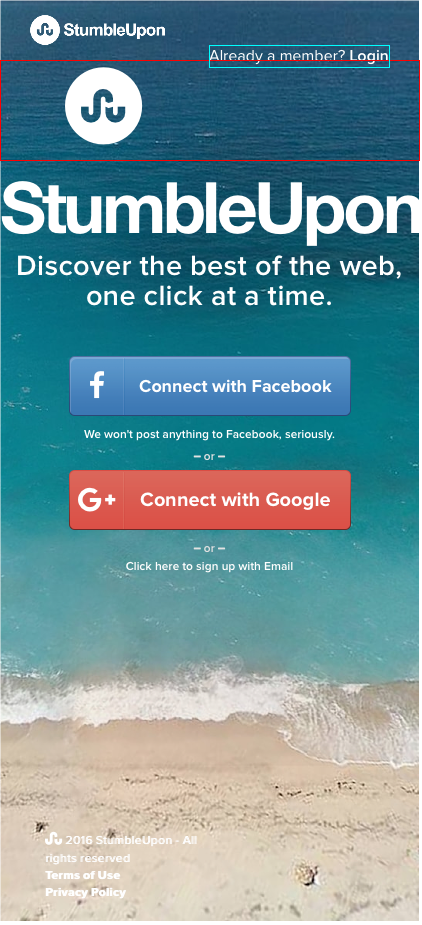 StumbleUpon
Already a member? Login
StumbleUpon
Discover the best of the web,
one click at a time.
f Connect with Facebook
We won't post anything to Facebook, seriously.
– or –
G+ Connect with Google
– or –
Click here to sign up with Email
2016 StumbleUpon - All
rights reserved
Terms of Use
Privacy Policy